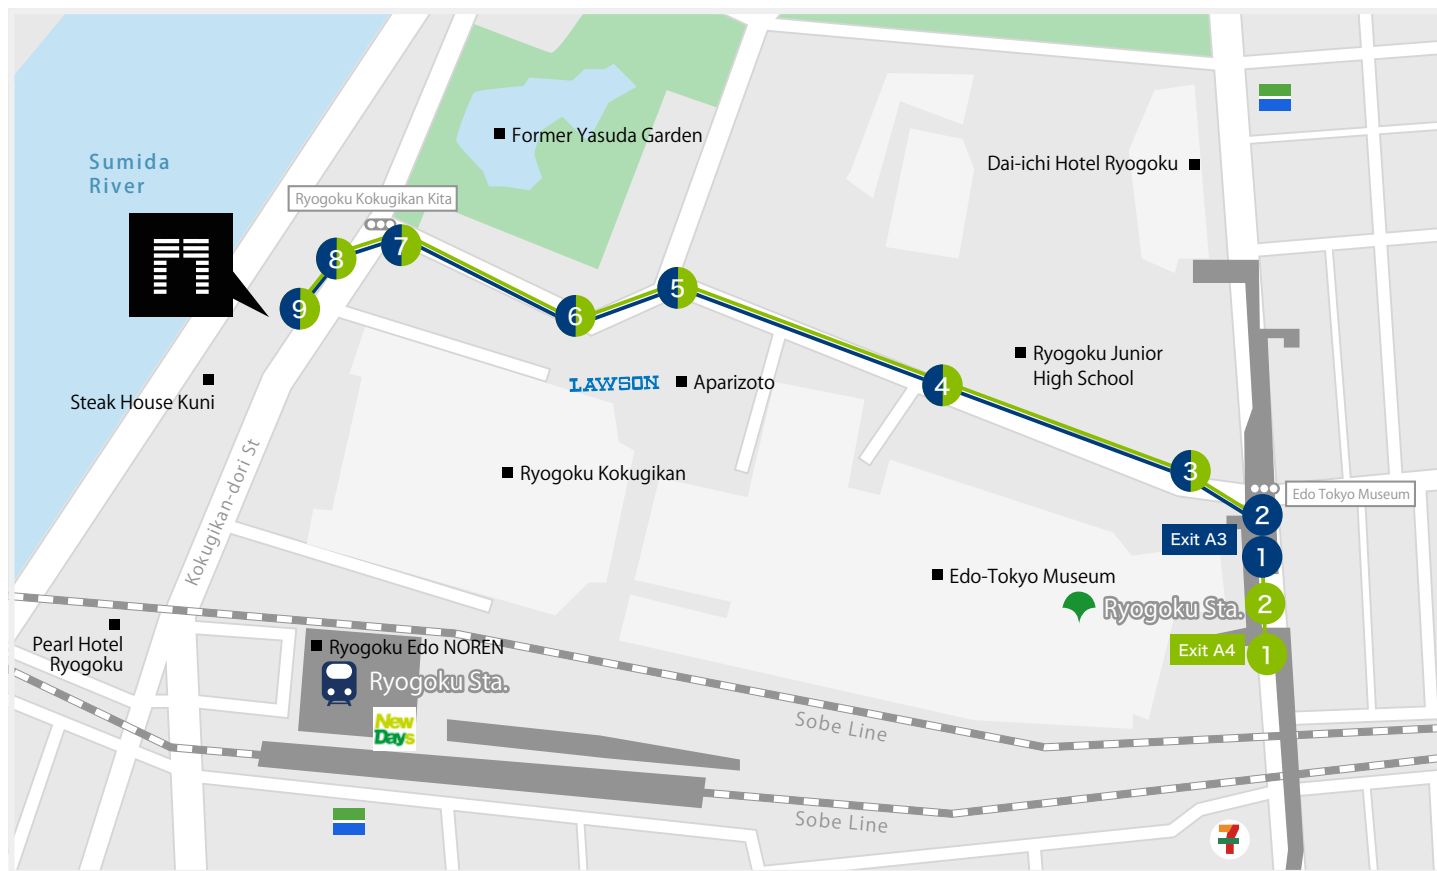 Sumida
River
Former Yasuda Garden
Dai-ichi Hotel Ryogoku
Ryogoku Kokugikan Kita
7
8
9
5
6
4
3
2
1
2
1
Ryogoku Junior
High School
LAWSON
Aparizoto
Steak House Kuni
Kokugikan-dori St
Ryogoku Kokugikan
Edo Tokyo Museum
Exit A3
Edo-Tokyo Museum
Ryogoku Sta.
Exit A4
Pearl Hotel
Ryogoku
Ryogoku Edo NOREN
Ryogoku Sta.
New
Days
Sobe Line
Sobe Line
7